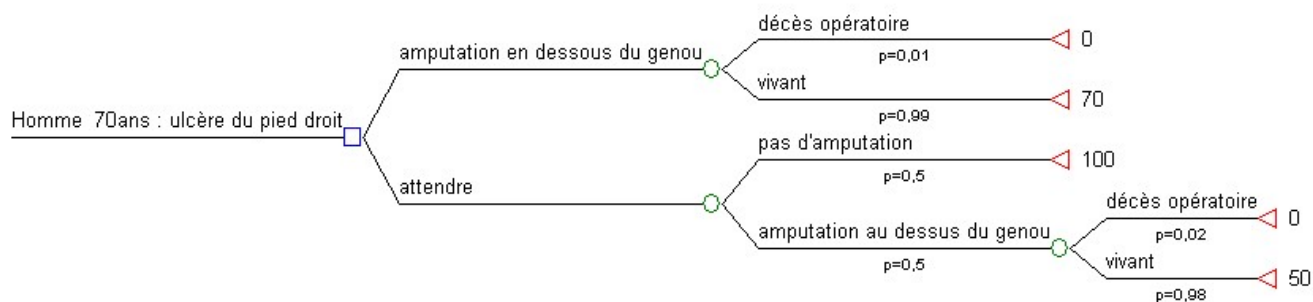 décès opératoire
0
p=0,01
amputation en dessous du genou
vivant
70
p=0,99
Homme 70ans : ulcère du pied droit
pas d'amputation
100
p=0,5
attendre
décès opératoire
0
p=0,02
amputation au dessus du genou
p=0,5
vivant
50
p=0,98